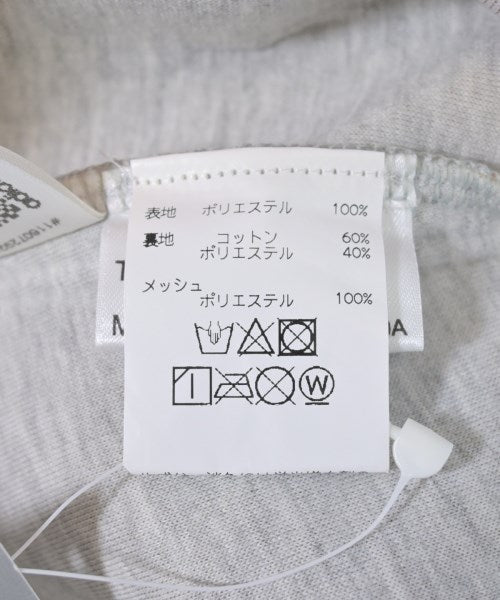 表地 ポリエステル 100%
裏地 コットン 60%
ポリエステル 40%
メッシュ
ポリエステル 100%
W